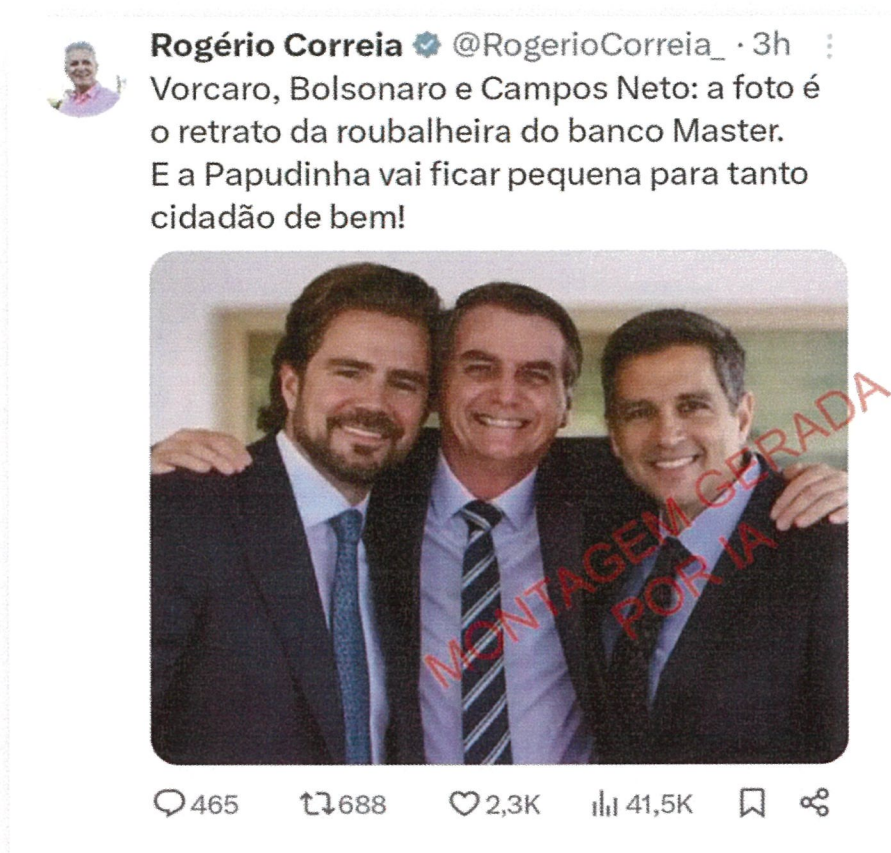 Rogério Correia @RogerioCorreia_ · 3h
Vorcaro, Bolsonaro e Campos Neto: a foto é
o retrato da roubalheira do banco Master.
E a Papudinha vai ficar pequena para tanto
cidadão de bem!
MONTAGEM GERADA
POR IA
465 688 2,3K 41,5K